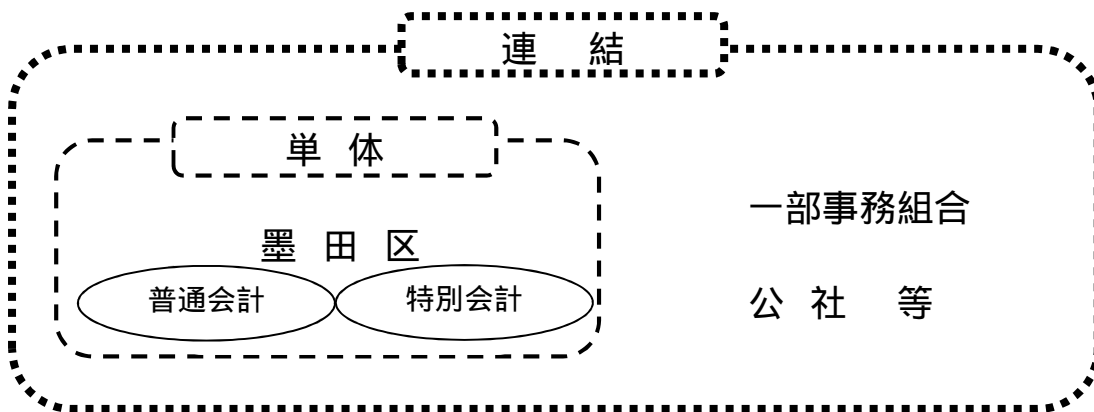 連 結
単 体
墨 田 区
普通会計
特別会計
一部事務組合
公 社 等